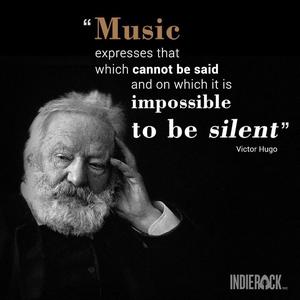 “Music
expresses that
which cannot be said
and on which it is
impossible
to be silent”
Victor Hugo
INDIEROCK